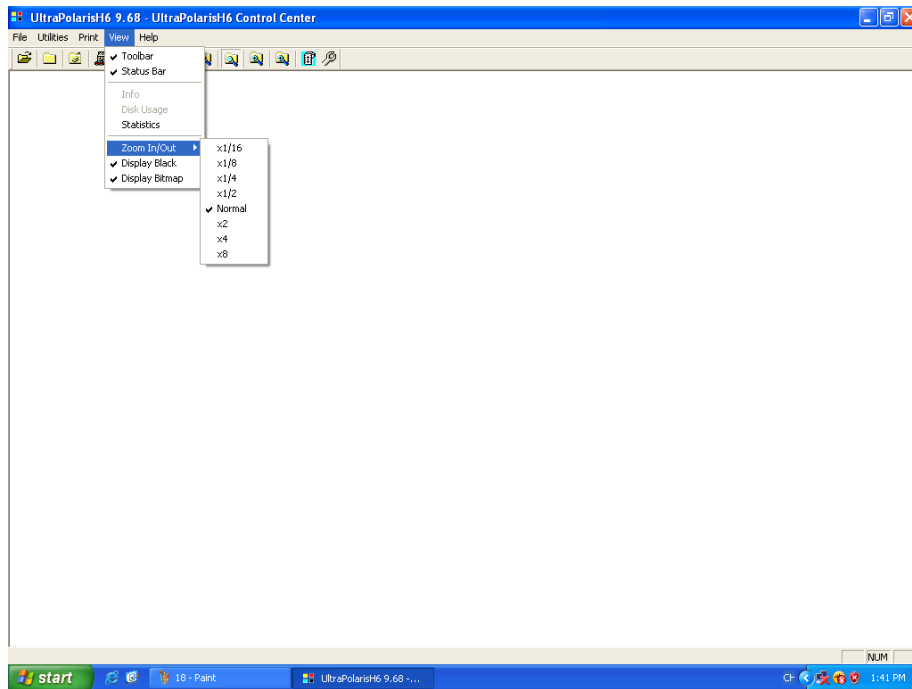 UltraPolarisH6 9.68 - UltraPolarisH6 Control Center
File Utilities Print View Help
Toolbar
Status Bar
Info
Disk Usage
Statistics
Zoom In/Out
Display Black
Display Bitmap
x1/16
x1/8
x1/4
x1/2
Normal
x2
x4
x8
NUM
start 18 - Paint UltraPolarisH6 9.68 -... CH 1:41 PM